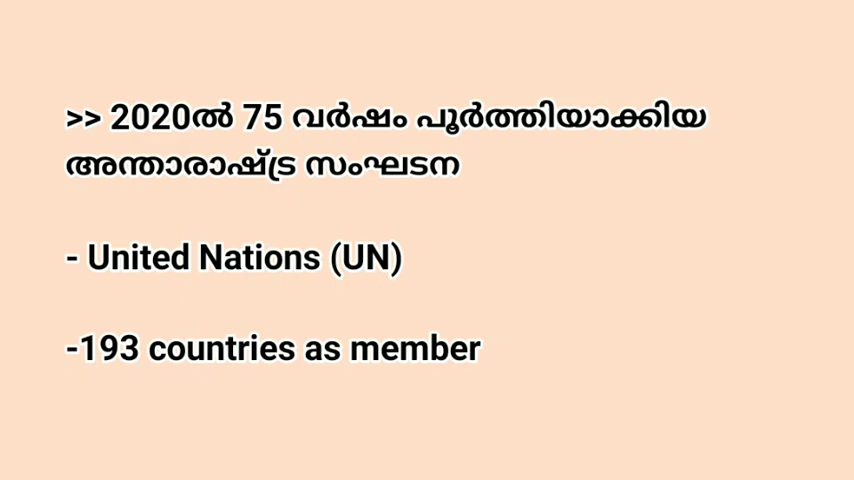 >> 2020ൽ 75 വർഷം പൂർത്തിയാക്കിയ
അന്താരാഷ്ട്ര സംഘടന
- United Nations (UN)
-193 countries as member